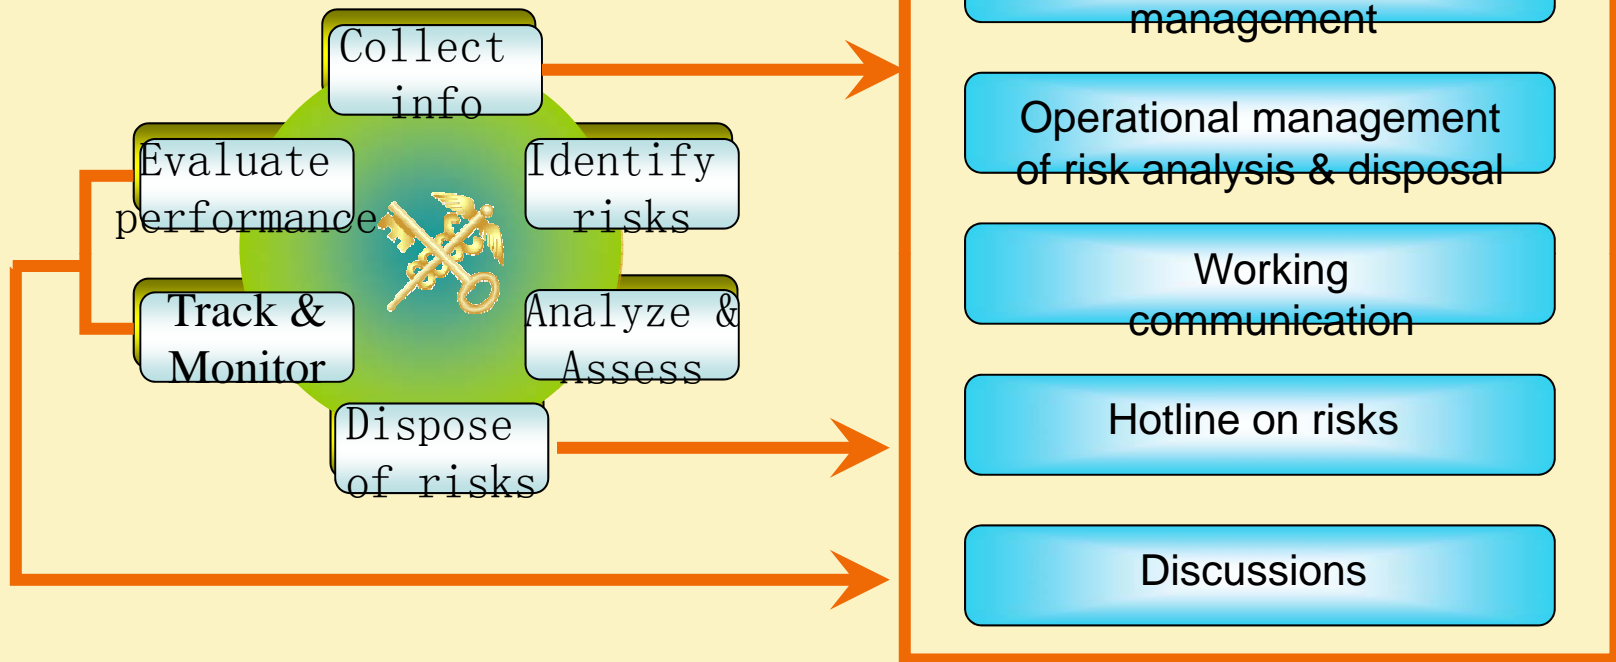 Collect
info
Evaluate
performance
Identify
risks
Track &
Monitor
Analyze &
Assess
Dispose
of risks
management
Operational management
of risk analysis & disposal
Working
communication
Hotline on risks
Discussions